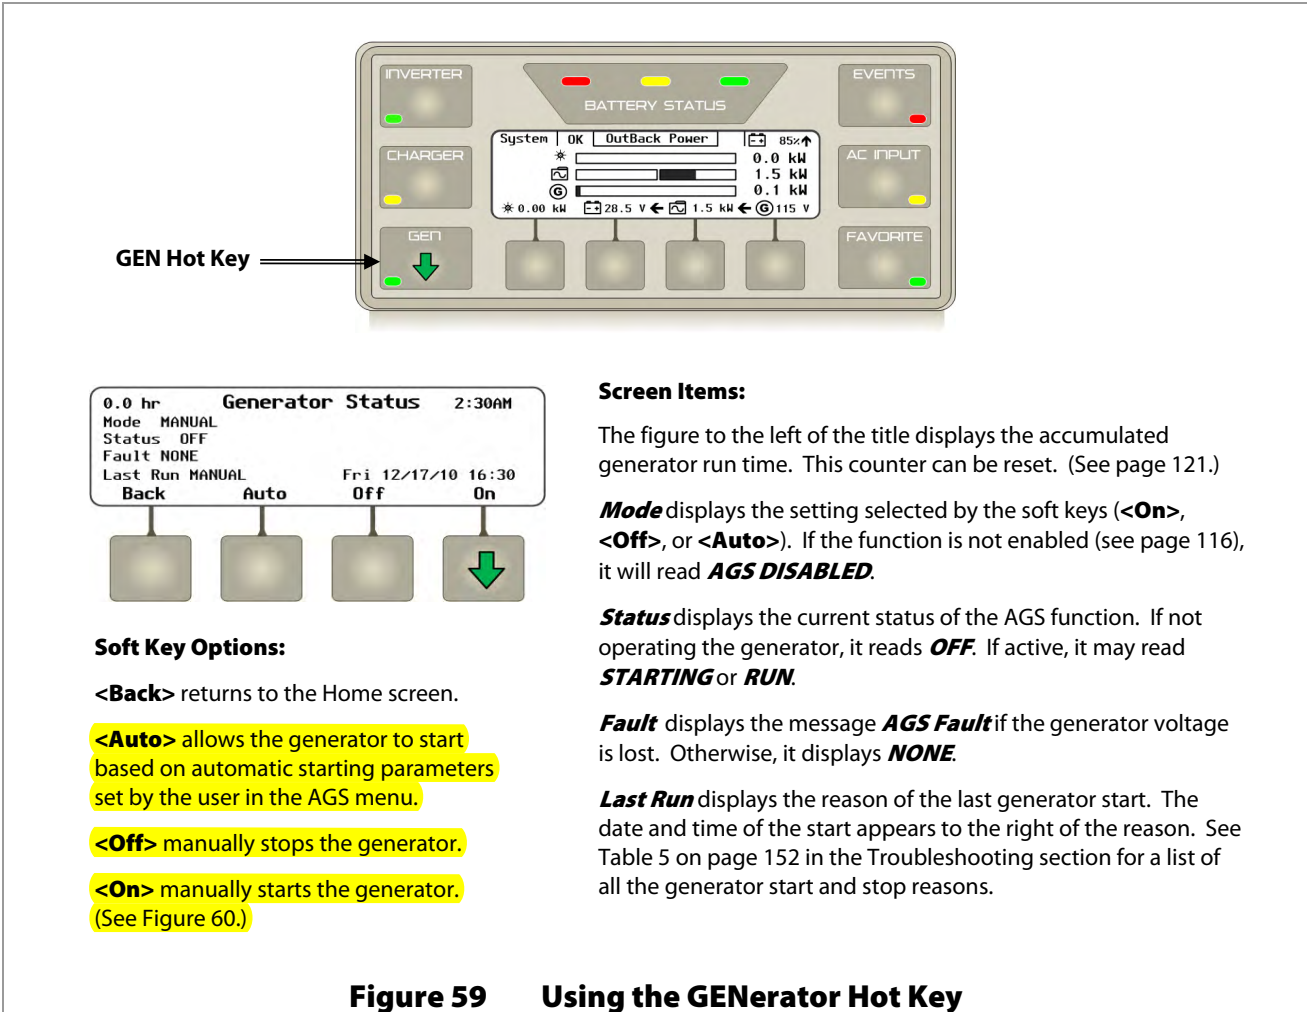 INVERTER
EVENTS
BATTERY STATUS
CHARGER
AC INPUT
System | OK | OutBack Power | 85%
0.0 kW
1.5 kW
G 0.1 kW
0.00 kW 28.5 V 1.5 kW G 115 V
GEN
FAVORITE
GEN Hot Key
0.0 hr Generator Status 2:30AM
Mode MANUAL
Status OFF
Fault NONE
Last Run MANUAL Fri 12/17/10 16:30
Back Auto Off On
Soft Key Options:
<Back> returns to the Home screen.
<Auto> allows the generator to start
based on automatic starting parameters
set by the user in the AGS menu.
<Off> manually stops the generator.
<On> manually starts the generator.
(See Figure 60.)
Screen Items:
The figure to the left of the title displays the accumulated
generator run time. This counter can be reset. (See page 121.)
Mode displays the setting selected by the soft keys (<On>,
<Off>, or <Auto>). If the function is not enabled (see page 116),
it will read AGS DISABLED.
Status displays the current status of the AGS function. If not
operating the generator, it reads OFF. If active, it may read
STARTING or RUN.
Fault displays the message AGS Fault if the generator voltage
is lost. Otherwise, it displays NONE.
Last Run displays the reason of the last generator start. The
date and time of the start appears to the right of the reason. See
Table 5 on page 152 in the Troubleshooting section for a list of
all the generator start and stop reasons.
Figure 59 Using the GENerator Hot Key